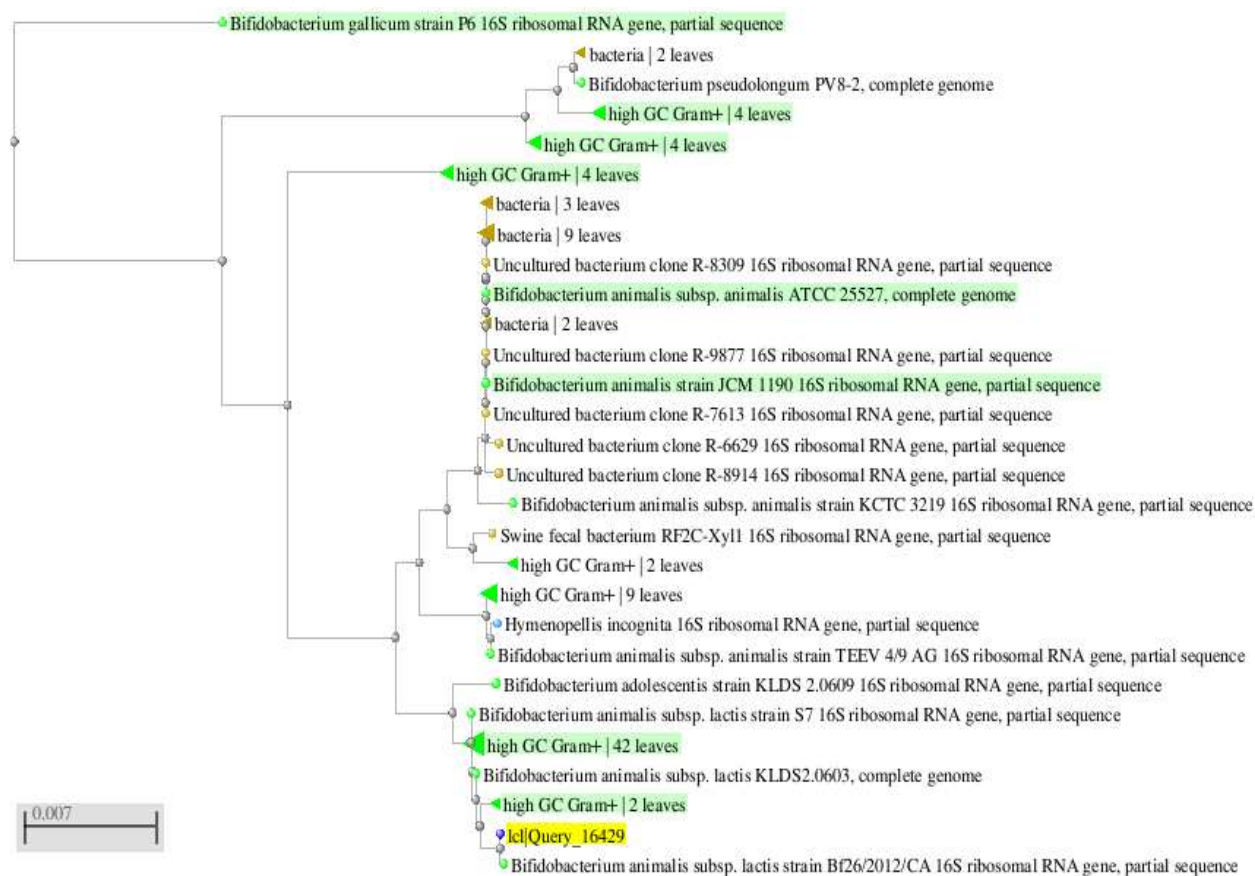 Bifidobacterium gallicum strain P6 16S ribosomal RNA gene, partial sequence
bacteria | 2 leaves
Bifidobacterium pseudolongum PV8-2, complete genome
high GC Gram+ | 4 leaves
high GC Gram+ | 4 leaves
high GC Gram+ | 4 leaves
bacteria | 3 leaves
bacteria | 9 leaves
Uncultured bacterium clone R-8309 16S ribosomal RNA gene, partial sequence
Bifidobacterium animalis subsp. animalis ATCC 25527, complete genome
bacteria | 2 leaves
Uncultured bacterium clone R-9877 16S ribosomal RNA gene, partial sequence
Bifidobacterium animalis strain JCM 1190 16S ribosomal RNA gene, partial sequence
Uncultured bacterium clone R-7613 16S ribosomal RNA gene, partial sequence
Uncultured bacterium clone R-6629 16S ribosomal RNA gene, partial sequence
Uncultured bacterium clone R-8914 16S ribosomal RNA gene, partial sequence
Bifidobacterium animalis subsp. animalis strain KCTC 3219 16S ribosomal RNA gene, partial sequence
Swine fecal bacterium RF2C-Xyl1 16S ribosomal RNA gene, partial sequence
high GC Gram+ | 2 leaves
high GC Gram+ | 9 leaves
Hymenopellis incognita 16S ribosomal RNA gene, partial sequence
Bifidobacterium animalis subsp. animalis strain TEEV 4/9 AG 16S ribosomal RNA gene, partial sequence
Bifidobacterium adolescentis strain KLDS 2.0609 16S ribosomal RNA gene, partial sequence
Bifidobacterium animalis subsp. lactis strain S7 16S ribosomal RNA gene, partial sequence
high GC Gram+ | 42 leaves
Bifidobacterium animalis subsp. lactis KLDS2.0603, complete genome
high GC Gram+ | 2 leaves
0.007
lcl|Query_16429
Bifidobacterium animalis subsp. lactis strain Bf26/2012/CA 16S ribosomal RNA gene, partial sequence